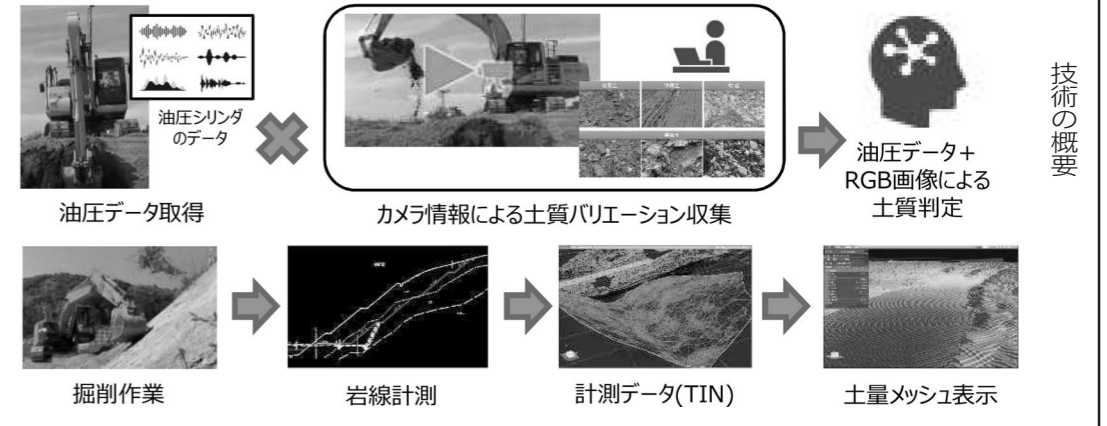 技術の概要
油圧シリンダ
のデータ
油圧データ取得
カメラ情報による土質バリエーション収集
油圧データ+
RGB画像による
土質判定
掘削作業
岩線計測
計測データ(TIN)
土量メッシュ表示